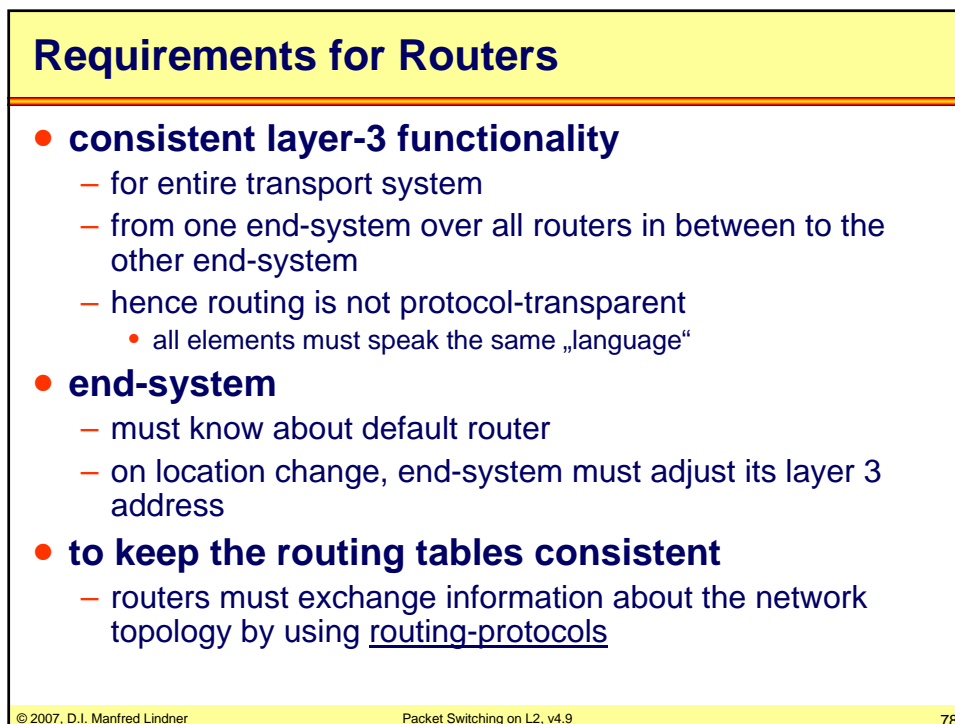 Requirements for Routers
• consistent layer-3 functionality
– for entire transport system
– from one end-system over all routers in between to the
other end-system
– hence routing is not protocol-transparent
• all elements must speak the same „language“
• end-system
– must know about default router
– on location change, end-system must adjust its layer 3
address
• to keep the routing tables consistent
– routers must exchange information about the network
topology by using routing-protocols
© 2007, D.I. Manfred Lindner
Packet Switching on L2, v4.9
78